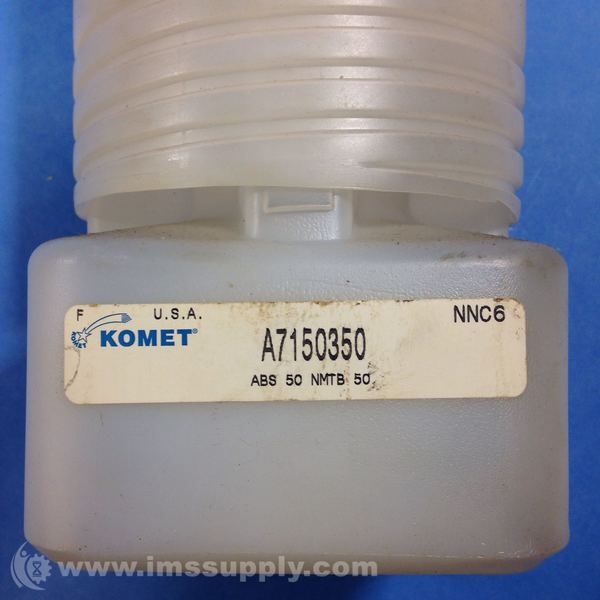 F U.S.A. NNC6
KOMET® A7150350
ABS 50 NMTB 50
www.imssupply.com